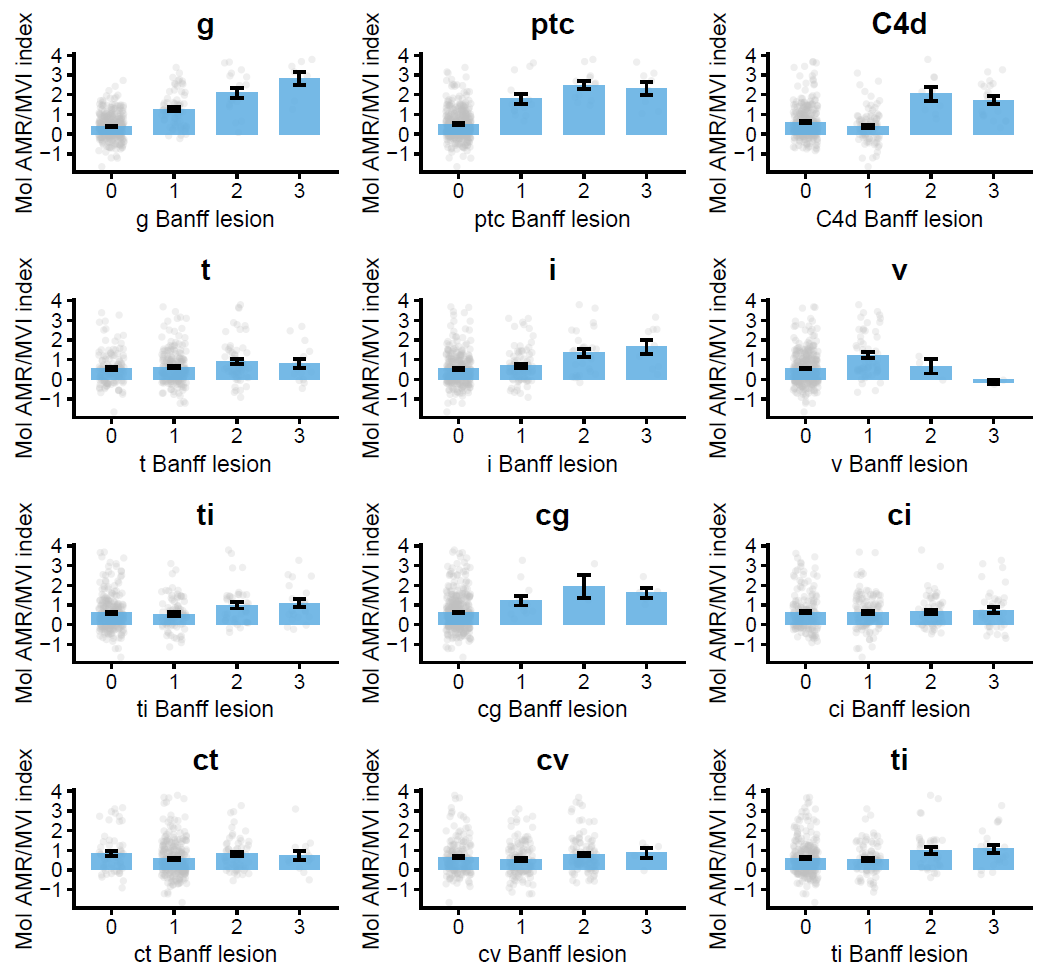 g
ptc
C4d
Mol AMR/MVI index
4
3
2
1
0
−1
0 1 2 3
g Banff lesion
Mol AMR/MVI index
4
3
2
1
0
−1
0 1 2 3
ptc Banff lesion
Mol AMR/MVI index
4
3
2
1
0
−1
0 1 2 3
C4d Banff lesion
t
i
v
Mol AMR/MVI index
4
3
2
1
0
−1
0 1 2 3
t Banff lesion
Mol AMR/MVI index
4
3
2
1
0
−1
0 1 2 3
i Banff lesion
Mol AMR/MVI index
4
3
2
1
0
−1
0 1 2 3
v Banff lesion
ti
cg
ci
Mol AMR/MVI index
4
3
2
1
0
−1
0 1 2 3
ti Banff lesion
Mol AMR/MVI index
4
3
2
1
0
−1
0 1 2 3
cg Banff lesion
Mol AMR/MVI index
4
3
2
1
0
−1
0 1 2 3
ci Banff lesion
ct
cv
ti
Mol AMR/MVI index
4
3
2
1
0
−1
0 1 2 3
ct Banff lesion
Mol AMR/MVI index
4
3
2
1
0
−1
0 1 2 3
cv Banff lesion
Mol AMR/MVI index
4
3
2
1
0
−1
0 1 2 3
ti Banff lesion